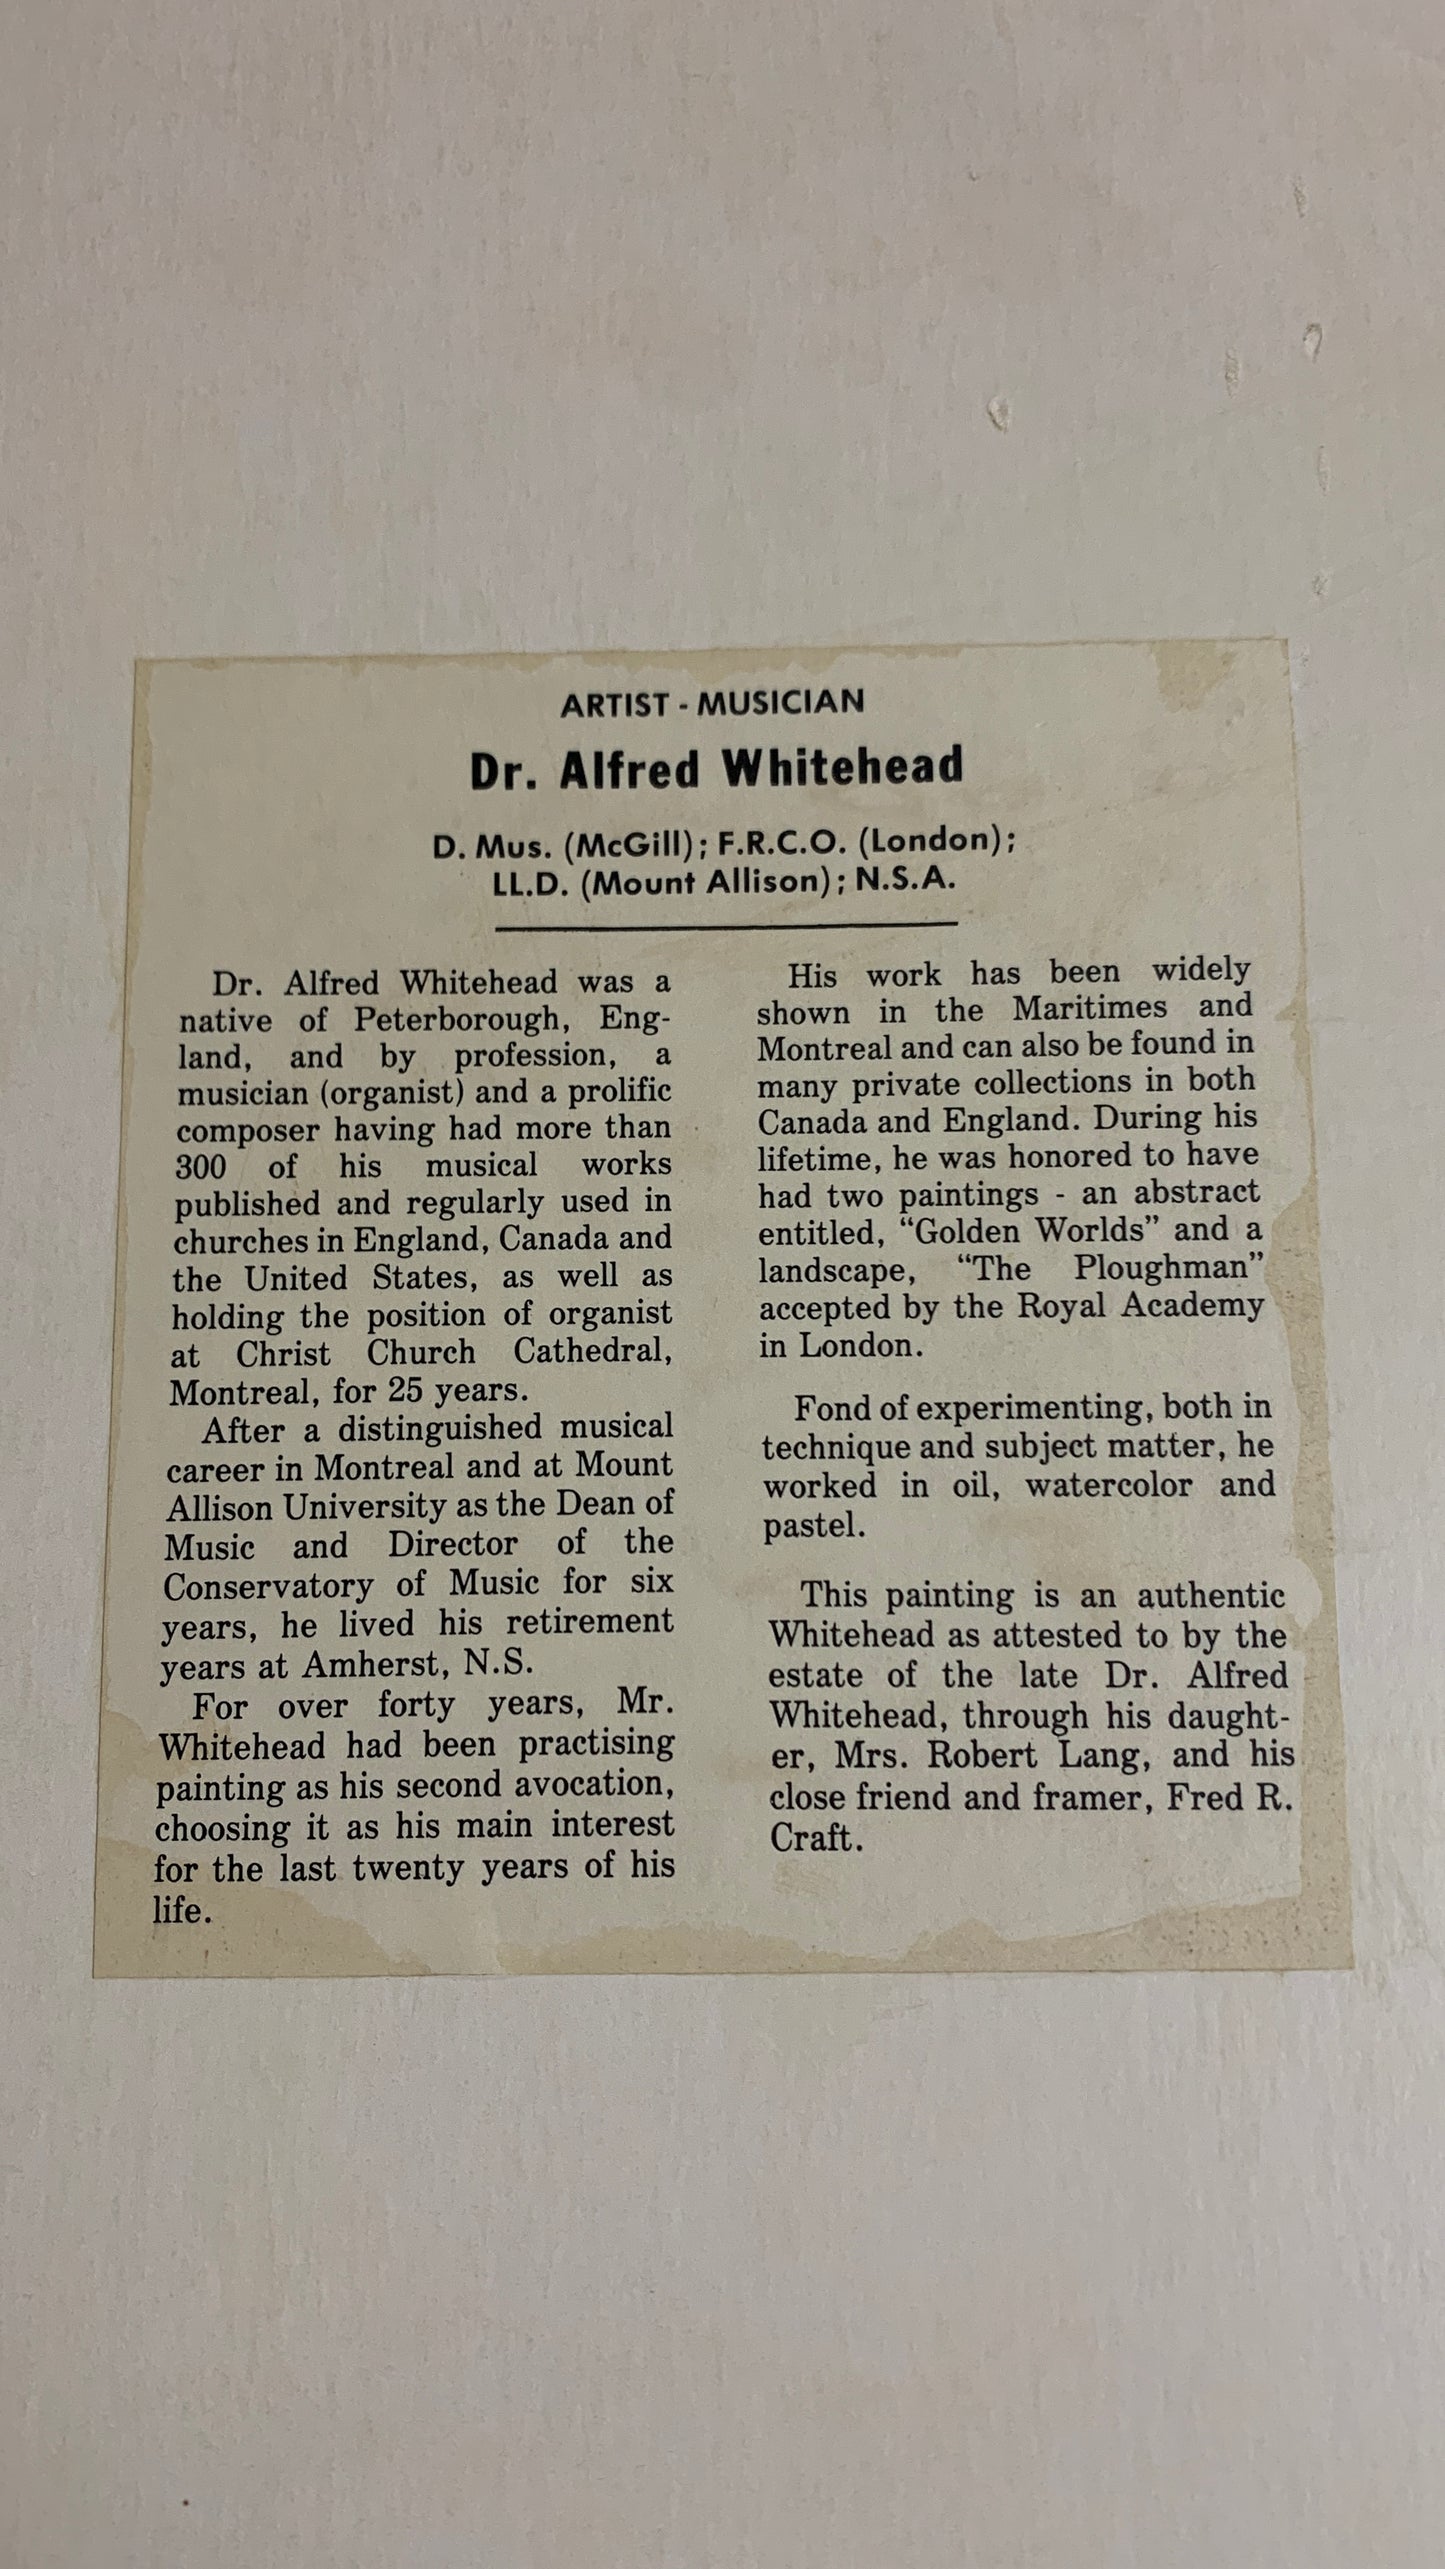 ARTIST - MUSICIAN
Dr. Alfred Whitehead
D. Mus. (McGill); F.R.C.O. (London);
LL.D. (Mount Allison); N.S.A.
Dr. Alfred Whitehead was a
native of Peterborough, Eng-
land, and by profession, a
musician (organist) and a prolific
composer having had more than
300 of his musical works
published and regularly used in
churches in England, Canada and
the United States, as well as
holding the position of organist
at Christ Church Cathedral,
Montreal, for 25 years.
After a distinguished musical
career in Montreal and at Mount
Allison University as the Dean of
Music and Director of the
Conservatory of Music for six
years, he lived his retirement
years at Amherst, N.S.
For over forty years, Mr.
Whitehead had been practising
painting as his second avocation,
choosing it as his main interest
for the last twenty years of his
life.
His work has been widely
shown in the Maritimes and
Montreal and can also be found in
many private collections in both
Canada and England. During his
lifetime, he was honored to have
had two paintings - an abstract
entitled, “Golden Worlds” and a
landscape, “The Ploughman”
accepted by the Royal Academy
in London.
Fond of experimenting, both in
technique and subject matter, he
worked in oil, watercolor and
pastel.
This painting is an authentic
Whitehead as attested to by the
estate of the late Dr. Alfred
Whitehead, through his daught-
er, Mrs. Robert Lang, and his
close friend and framer, Fred R.
Craft.